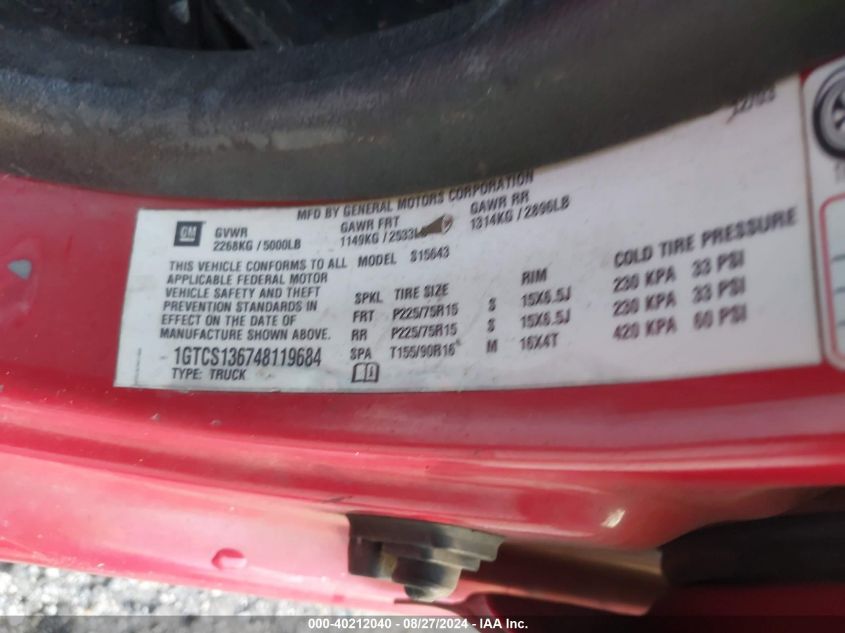 12/03
MFD BY GENERAL MOTORS CORPORATION
GM GVWR GAWR FRT GAWR RR
2268KG / 5000LB 1149KG / 2533LB 1314KG / 2896LB
THIS VEHICLE CONFORMS TO ALL MODEL S15643
APPLICABLE FEDERAL MOTOR
VEHICLE SAFETY AND THEFT
PREVENTION STANDARDS IN
EFFECT ON THE DATE OF
MANUFACTURE SHOWN ABOVE.
1GTCS136748119684
TYPE: TRUCK
SPKL TIRE SIZE RIM COLD TIRE PRESSURE
FRT P225/75R15 S 15X6.5J 230 KPA 33 PSI
RR P225/75R15 S 15X6.5J 230 KPA 33 PSI
SPA T155/90R16 M 16X4T 420 KPA 60 PSI
000-40212040 - 08/27/2024 - IAA Inc.